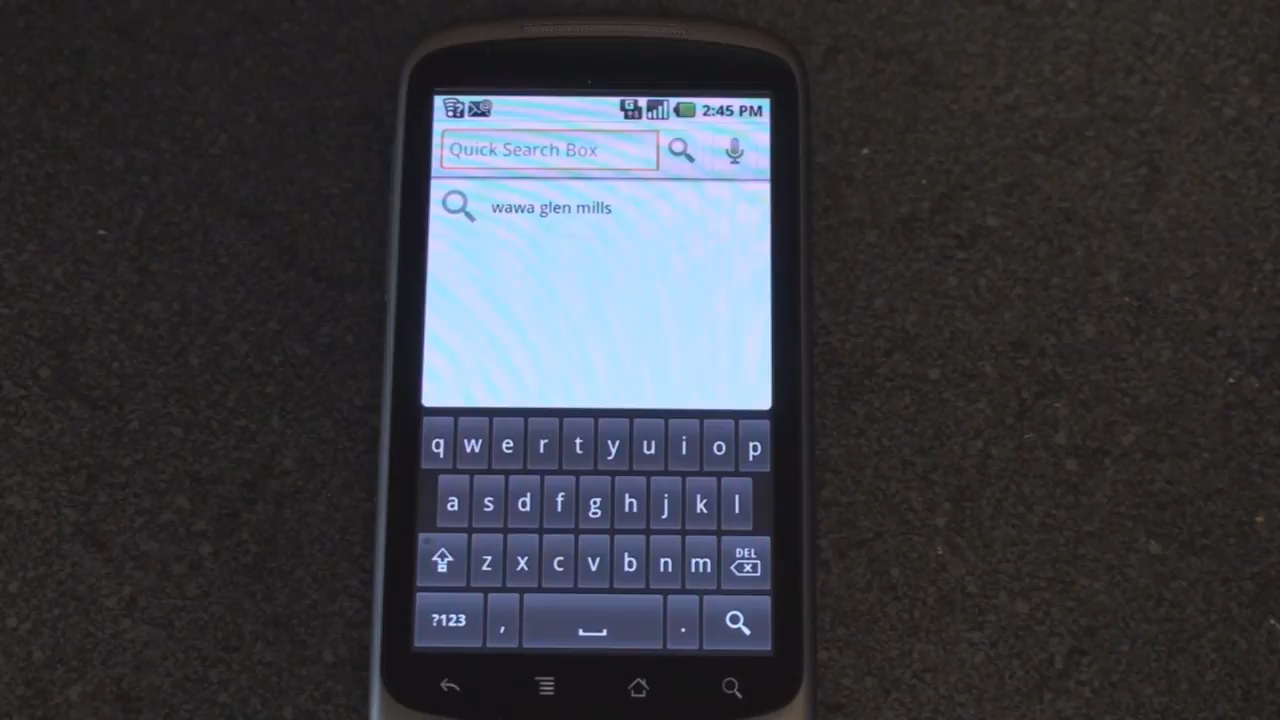 2:45 PM
Quick Search Box
wawa glen mills
q w e r t y u i o p
a s d f g h j k l
z x c v b n m DEL
?123 , .